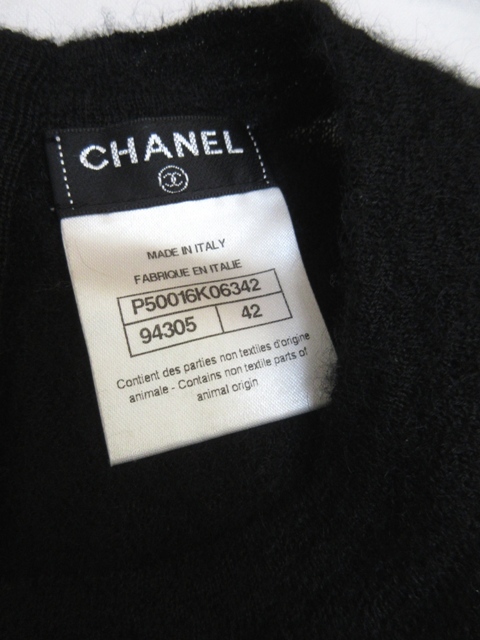 CHANEL
MADE IN ITALY
FABRIQUE EN ITALIE
P50016K06342
94305 42
Contient des parties non textiles d'origine
animale - Contains non textile parts of
animal origin